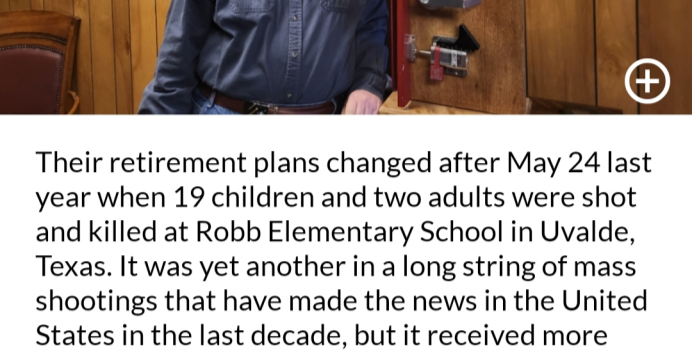 Their retirement plans changed after May 24 last
year when 19 children and two adults were shot
and killed at Robb Elementary School in Uvalde,
Texas. It was yet another in a long string of mass
shootings that have made the news in the United
States in the last decade, but it received more